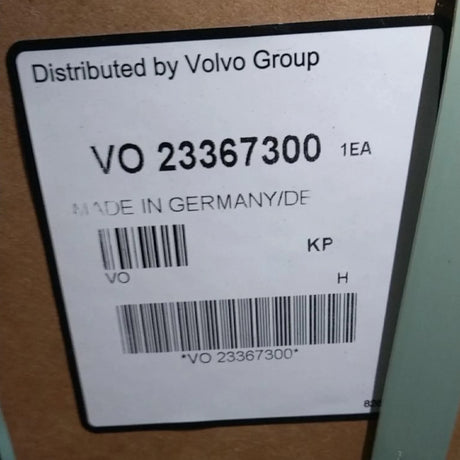 Distributed by Volvo Group
VO 23367300 1EA
MADE IN GERMANY/DE
KP
VO H
*VO 23367300*